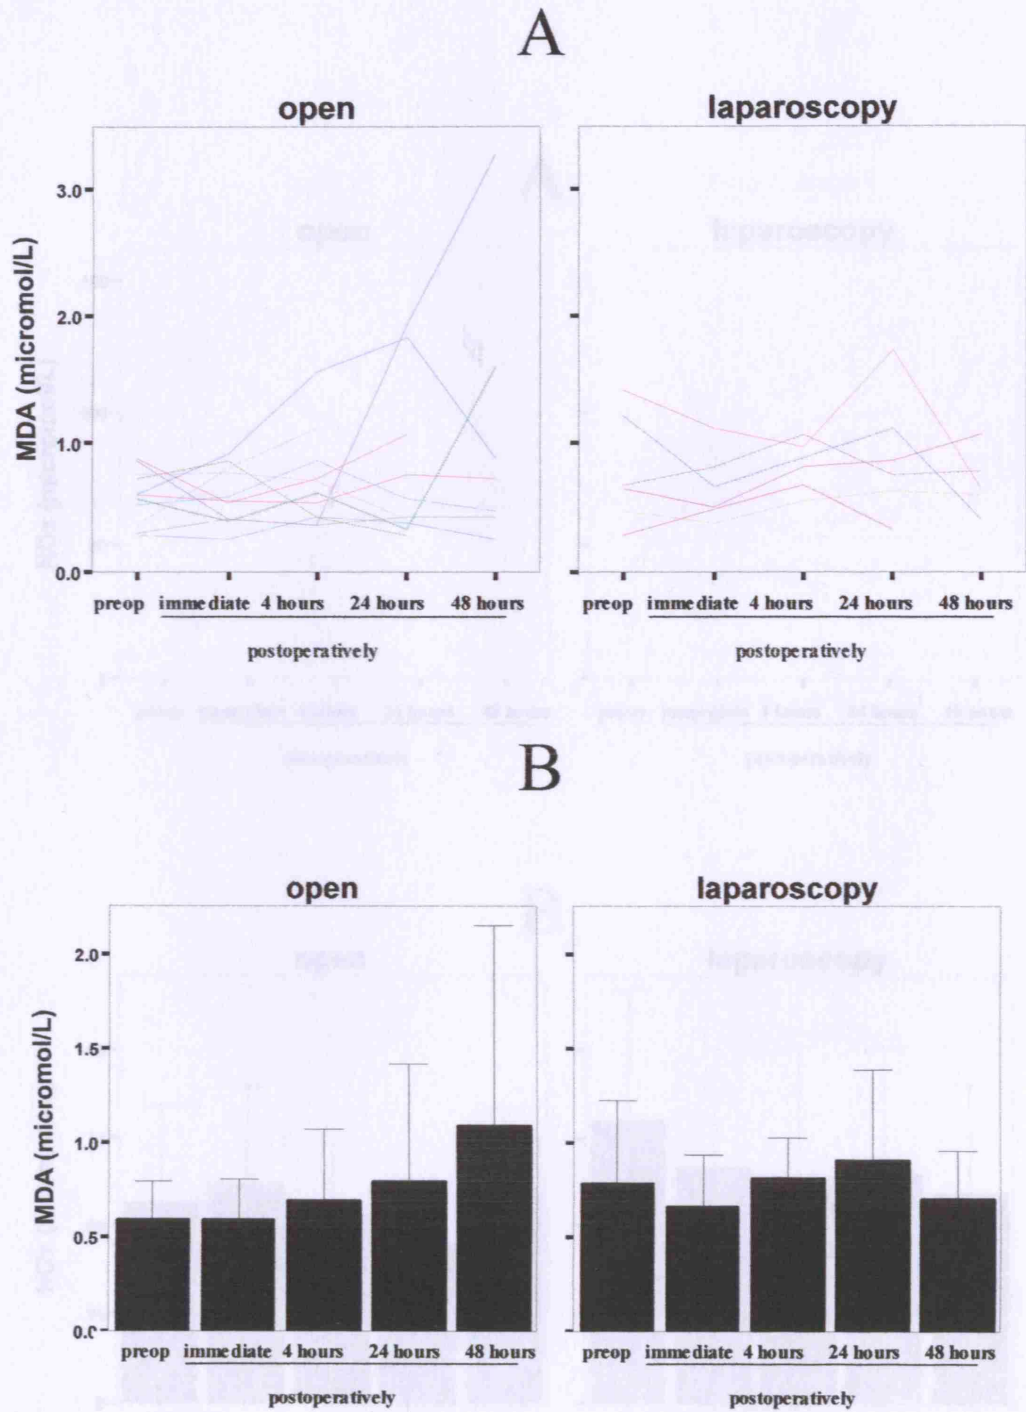 A
open laparoscopy
MDA (micromol/L)
3.0
2.0
1.0
0.0
preop immediate 4 hours 24 hours 48 hours preop immediate 4 hours 24 hours 48 hours
postoperatively postoperatively
B
open laparoscopy
MDA (micromol/L)
2.0
1.5
1.0
0.5
0.0
preop immediate 4 hours 24 hours 48 hours preop immediate 4 hours 24 hours 48 hours
postoperatively postoperatively